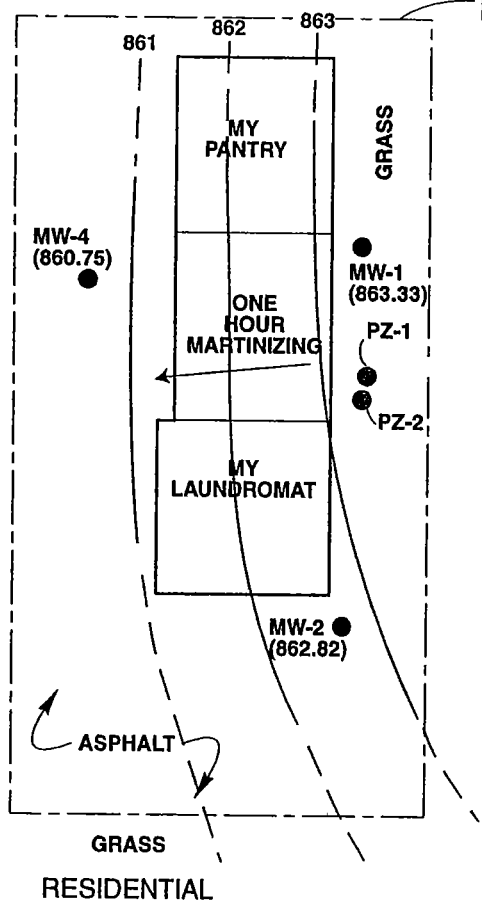 861
862
863
MY
PANTRY
GRASS
MW-4
(860.75)
MW-1
(863.33)
ONE
HOUR
MARTINIZING
PZ-1
PZ-2
MY
LAUNDROMAT
MW-2
(862.82)
ASPHALT
GRASS
RESIDENTIAL